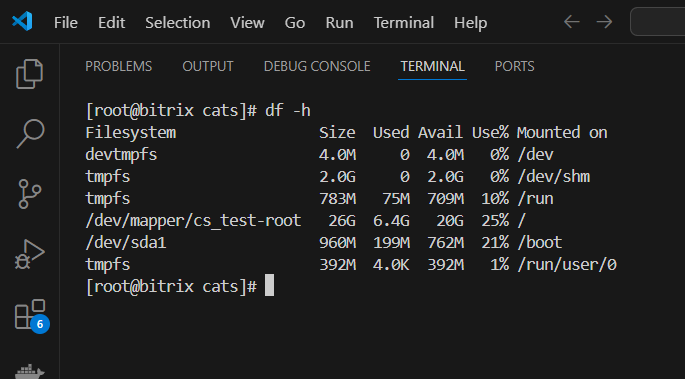 File Edit Selection View Go Run Terminal Help
PROBLEMS OUTPUT DEBUG CONSOLE TERMINAL PORTS
[root@bitrix cats]# df -h
Filesystem Size Used Avail Use% Mounted on
devtmpfs 4.0M 0 4.0M 0% /dev
tmpfs 2.0G 0 2.0G 0% /dev/shm
tmpfs 783M 75M 709M 10% /run
/dev/mapper/cs_test-root 26G 6.4G 20G 25% /
/dev/sda1 960M 199M 762M 21% /boot
tmpfs 392M 4.0K 392M 1% /run/user/0
[root@bitrix cats]#
6